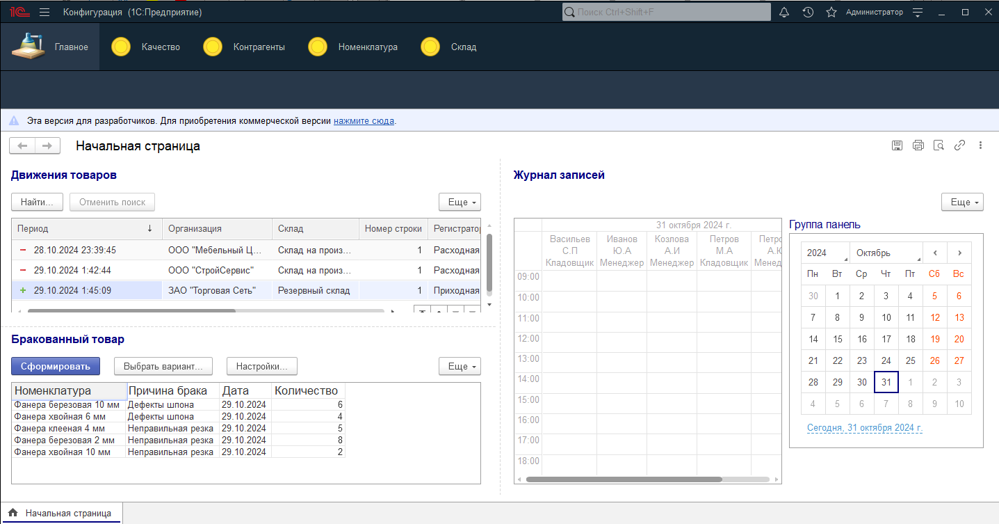 1С Конфигурация (1С:Предприятие) Поиск Ctrl+Shift+F Администратор
Главное Качество Контрагенты Номенклатура Склад
Эта версия для разработчиков. Для приобретения коммерческой версии нажмите сюда.
Начальная страница
Движения товаров
Найти... Отменить поиск Еще
Период Организация Склад Номер строки Регистратор
28.10.2024 23:39:45 ООО "Мебельный Ц... Склад на произ... 1 Расходная
29.10.2024 1:42:44 ООО "СтройСервис" Склад на произ... 1 Расходная
29.10.2024 1:45:09 ЗАО "Торговая Сеть" Резервный склад 1 Приходная
Бракованный товар
Сформировать Выбрать вариант... Настройки... Еще
Номенклатура Причина брака Дата Количество
Фанера березовая 10 мм Дефекты шпона 29.10.2024 6
Фанера хвойная 6 мм Дефекты шпона 29.10.2024 4
Фанера клееная 4 мм Неправильная резка 29.10.2024 5
Фанера березовая 2 мм Неправильная резка 29.10.2024 8
Фанера хвойная 10 мм Неправильная резка 29.10.2024 2
Журнал записей
Еще
31 октября 2024 г.
Васильев Иванов Козлова Петров Петро
С.П Ю.А А.И М.А А.К
Кладовщик Менеджер Менеджер Кладовщик Менед
09:00
10:00
11:00
12:00
13:00
14:00
15:00
16:00
17:00
18:00
Группа панель
2024 Октябрь
Пн Вт Ср Чт Пт Сб Вс
30 1 2 3 4 5 6
7 8 9 10 11 12 13
14 15 16 17 18 19 20
21 22 23 24 25 26 27
28 29 30 31 1 2 3
4 5 6 7 8 9 10
Сегодня, 31 октября 2024 г.
Начальная страница